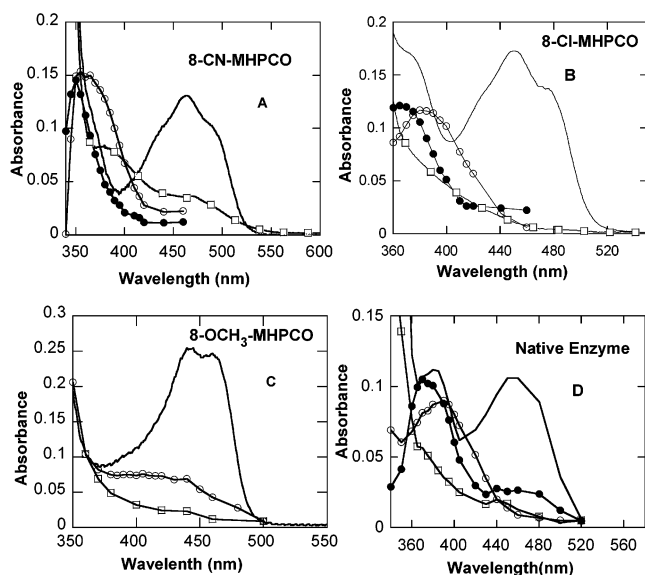 0.2
0.15
0.1
0.05
0
Absorbance
8-CN-MHPCO
A
350
400
450
500
550
600
Wavelength (nm)
0.2
0.15
0.1
0.05
0
Absorbance
8-Cl-MHPCO
B
360
400
440
480
520
Wavelength (nm)
0.3
0.25
0.2
0.15
0.1
0.05
0
Absorbance
8-OCH3-MHPCO
C
350
400
450
500
550
Wavelength (nm)
0.15
0.1
0.05
0
Absorbance
Native Enzyme
D
360
400
440
480
520
560
Wavelength(nm)